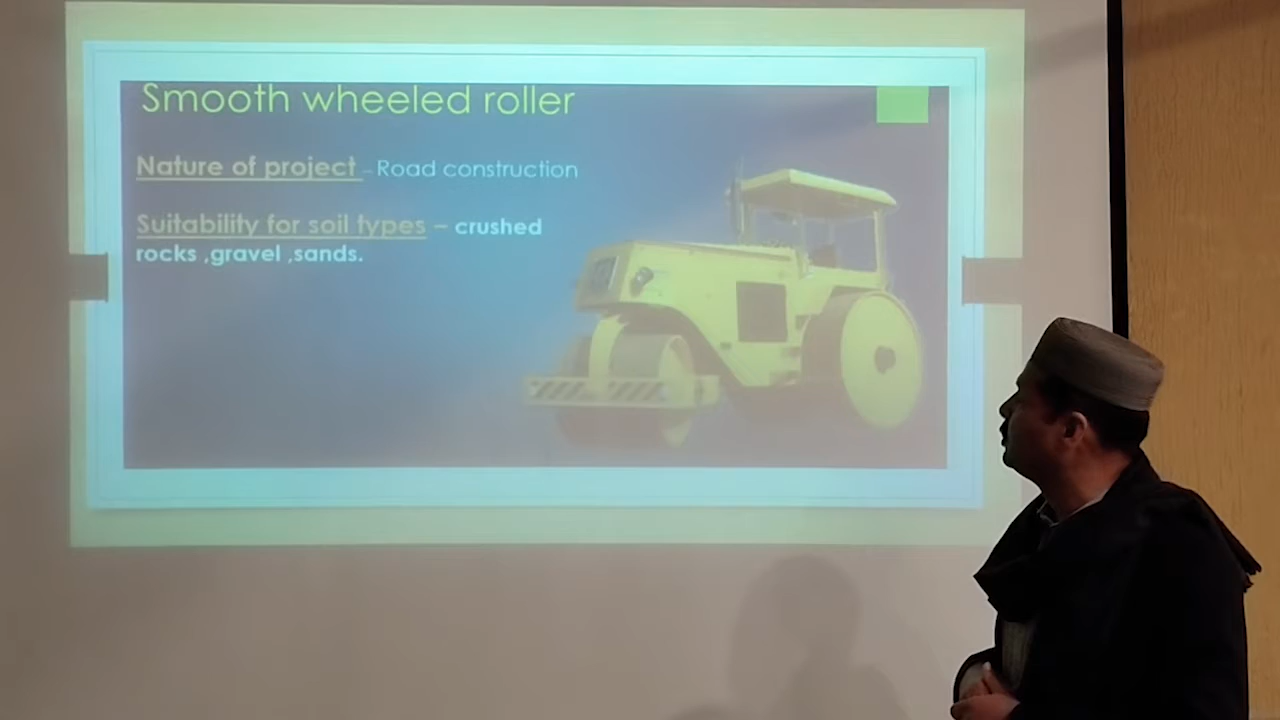 Smooth wheeled roller
Nature of project – Road construction
Suitability for soil types – crushed
rocks ,gravel ,sands.